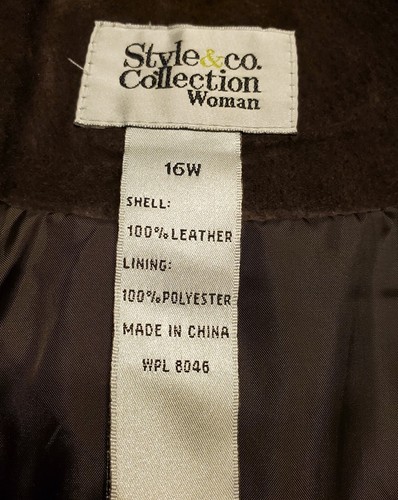 Style&co.
Collection
Woman
16W
SHELL:
100% LEATHER
LINING:
100% POLYESTER
MADE IN CHINA
WPL 8046